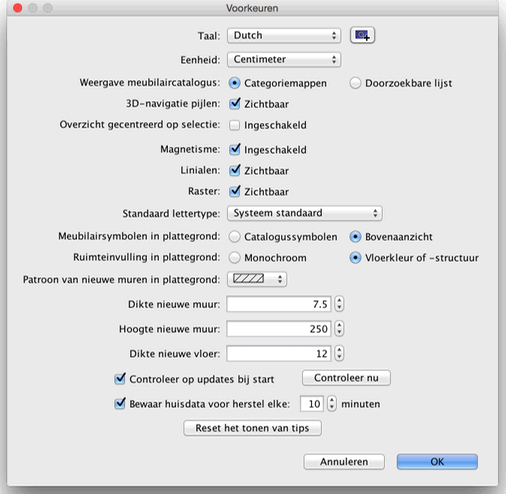 Voorkeuren
Taal: Dutch
Eenheid: Centimeter
Weergave meubilaircatalogus: Categoriemappen Doorzoekbare lijst
3D-navigatie pijlen: Zichtbaar
Overzicht gecentreerd op selectie: Ingeschakeld
Magnetisme: Ingeschakeld
Linialen: Zichtbaar
Raster: Zichtbaar
Standaard lettertype: Systeem standaard
Meubilairsymbolen in plattegrond: Catalogussymbolen Bovenaanzicht
Ruimteinvulling in plattegrond: Monochroom Vloerkleur of -structuur
Patroon van nieuwe muren in plattegrond:
Dikte nieuwe muur: 7.5
Hoogte nieuwe muur: 250
Dikte nieuwe vloer: 12
Controleer op updates bij start Controleer nu
Bewaar huisdata voor herstel elke: 10 minuten
Reset het tonen van tips
Annuleren OK